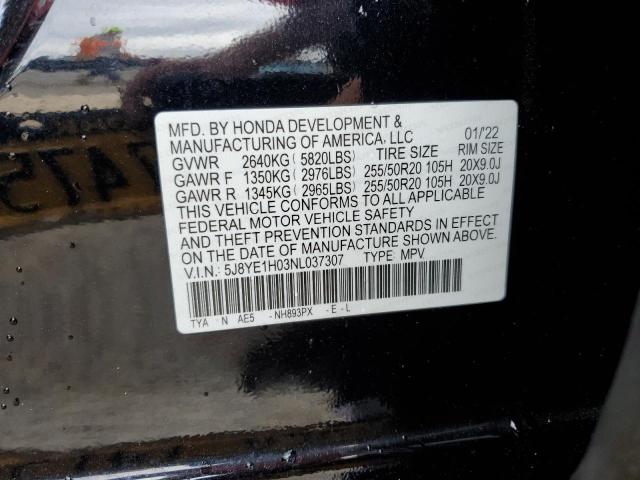 MFD. BY HONDA DEVELOPMENT &
MANUFACTURING OF AMERICA, LLC 01/22
GVWR 2640KG (5820LBS) TIRE SIZE RIM SIZE
GAWR F 1350KG (2976LBS) 255/50R20 105H 20X9.0J
GAWR R 1345KG (2965LBS) 255/50R20 105H 20X9.0J
THIS VEHICLE CONFORMS TO ALL APPLICABLE
FEDERAL MOTOR VEHICLE SAFETY
AND THEFT PREVENTION STANDARDS IN EFFECT
ON THE DATE OF MANUFACTURE SHOWN ABOVE.
V.I.N.: 5J8YE1H03NL037307 TYPE: MPV
TYA N AE5 -NH893PX -E-L